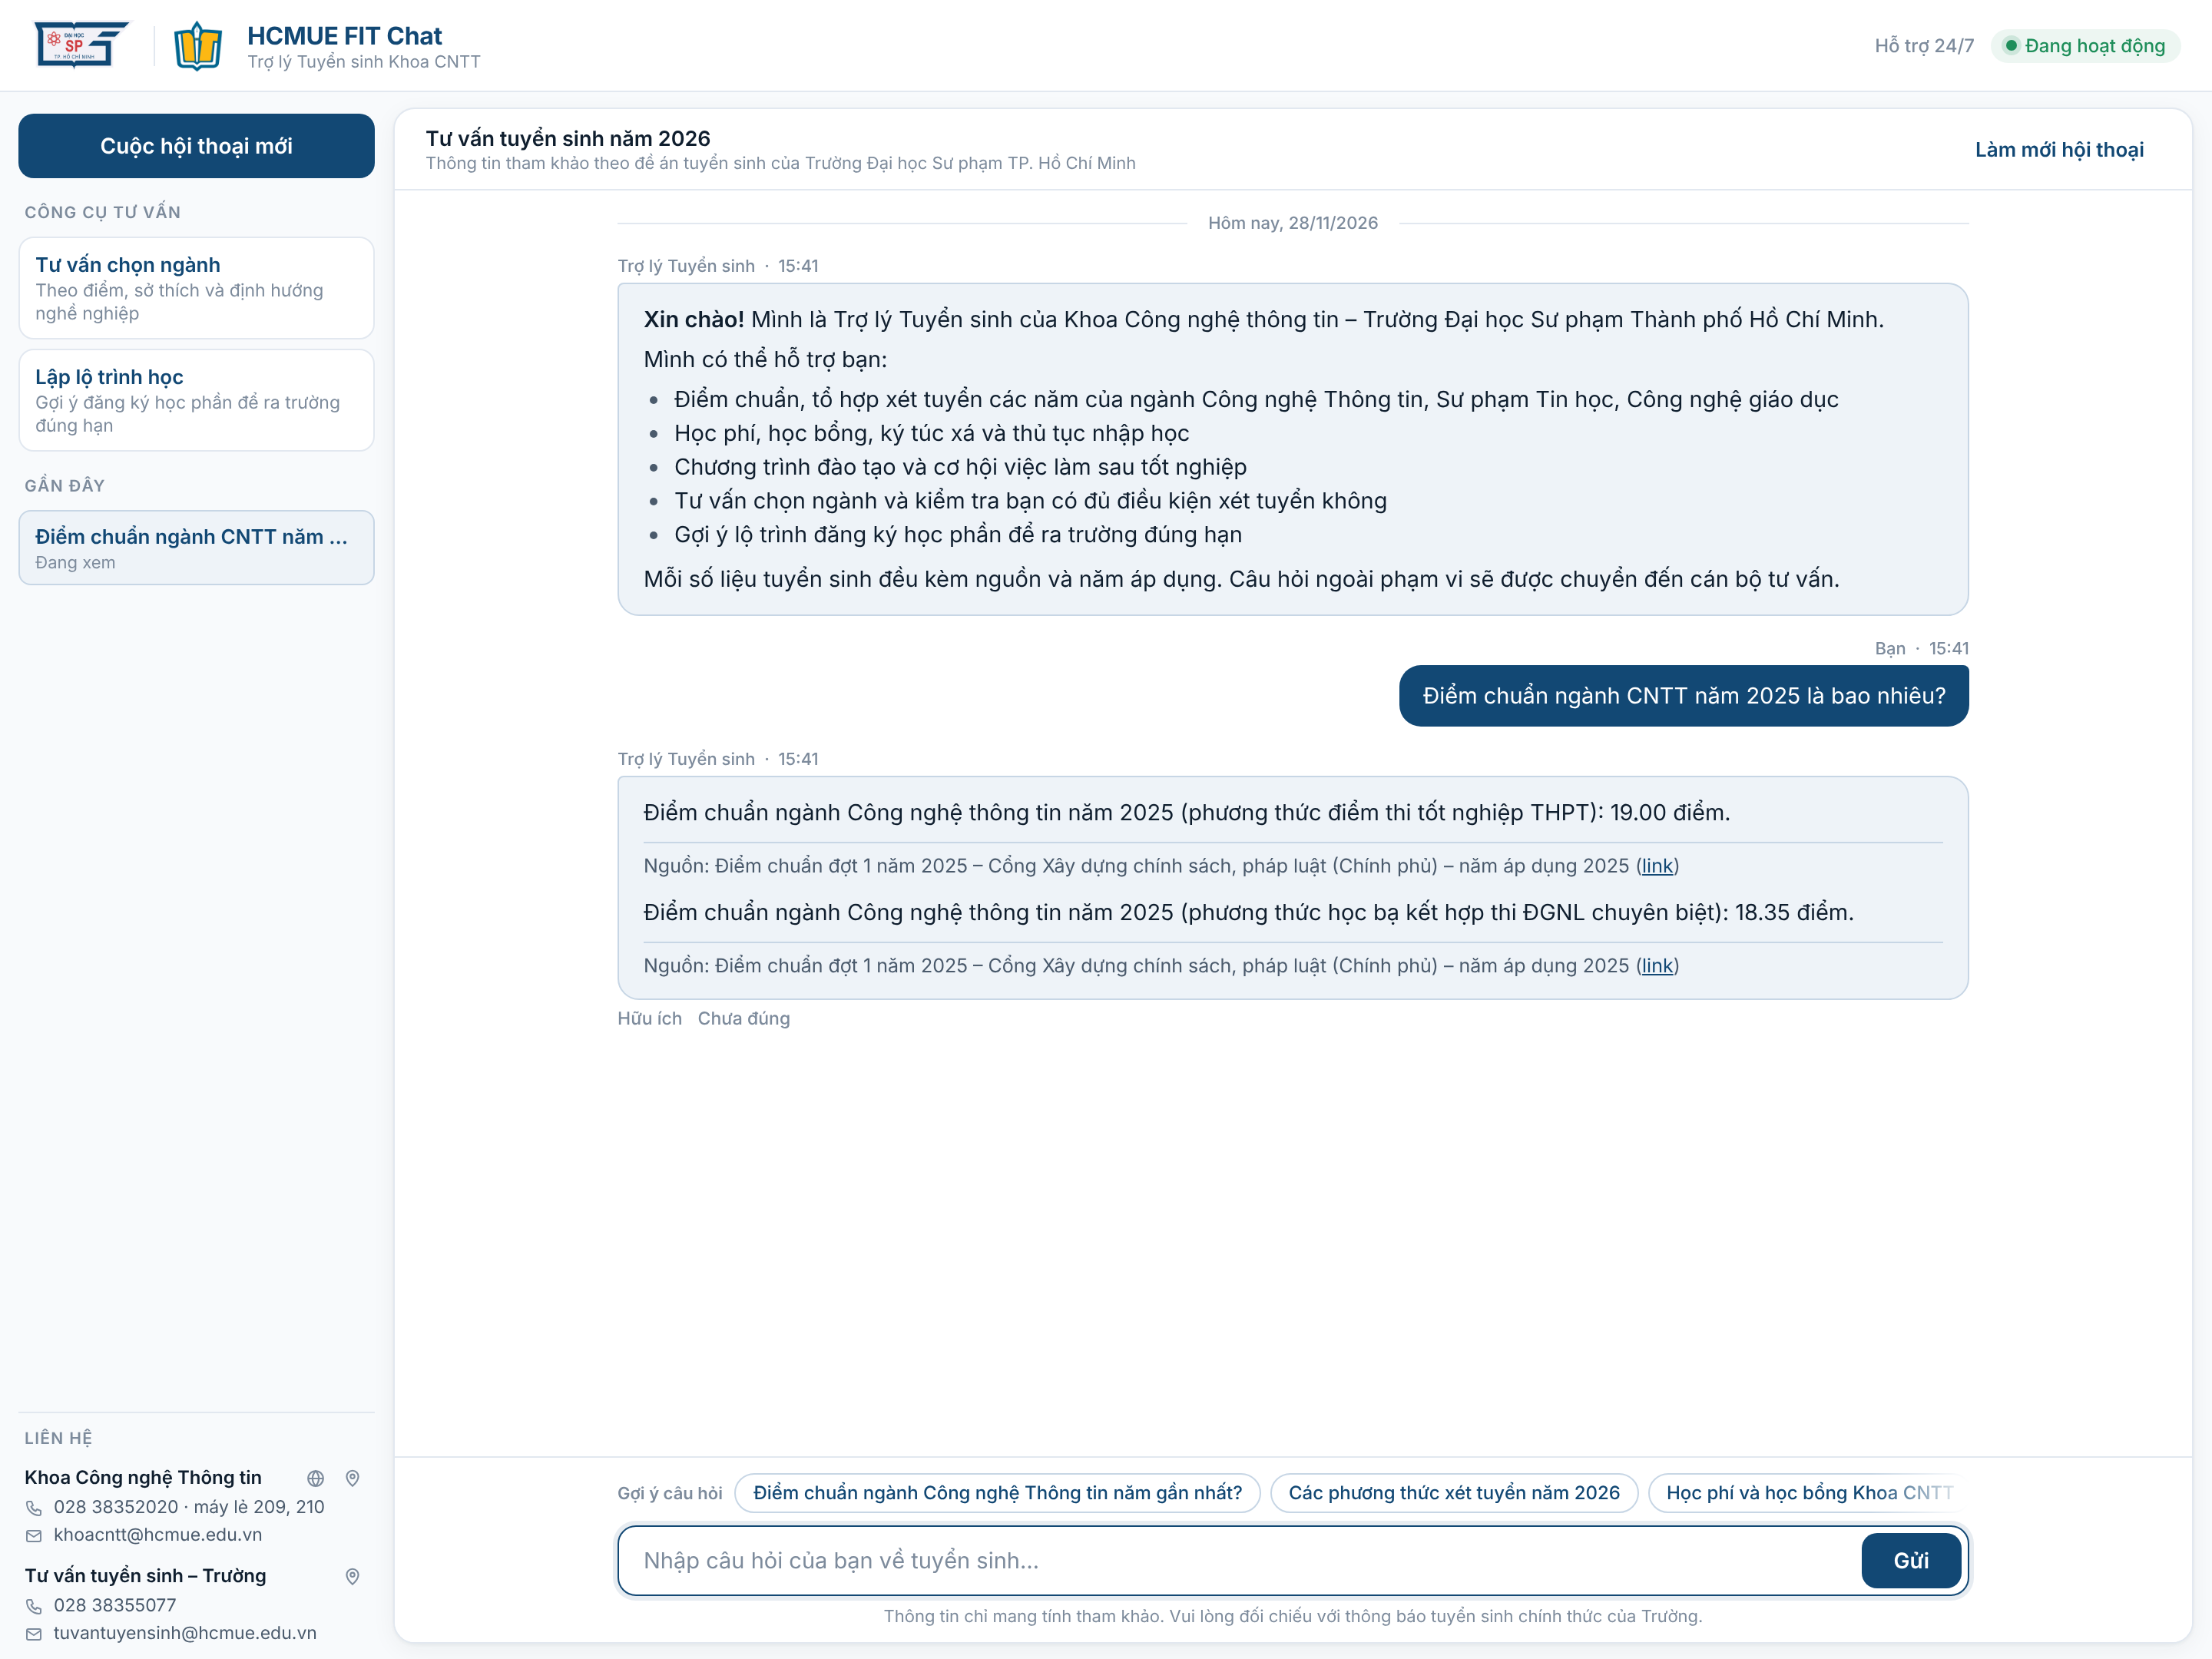 ĐẠI HỌC
SP
TP. HỒ CHÍ MINH
HCMUE FIT Chat
Trợ lý Tuyển sinh Khoa CNTT
Hỗ trợ 24/7
Đang hoạt động
Cuộc hội thoại mới
CÔNG CỤ TƯ VẤN
Tư vấn chọn ngành
Theo điểm, sở thích và định hướng
nghề nghiệp
Lập lộ trình học
Gợi ý đăng ký học phần để ra trường
đúng hạn
GẦN ĐÂY
Điểm chuẩn ngành CNTT năm ...
Đang xem
LIÊN HỆ
Khoa Công nghệ Thông tin
028 38352020 · máy lẻ 209, 210
khoacntt@hcmue.edu.vn
Tư vấn tuyển sinh – Trường
028 38355077
tuvantuyensinh@hcmue.edu.vn
Tư vấn tuyển sinh năm 2026
Thông tin tham khảo theo đề án tuyển sinh của Trường Đại học Sư phạm TP. Hồ Chí Minh
Làm mới hội thoại
Hôm nay, 28/11/2026
Trợ lý Tuyển sinh · 15:41
Xin chào! Mình là Trợ lý Tuyển sinh của Khoa Công nghệ thông tin – Trường Đại học Sư phạm Thành phố Hồ Chí Minh.
Mình có thể hỗ trợ bạn:
• Điểm chuẩn, tổ hợp xét tuyển các năm của ngành Công nghệ Thông tin, Sư phạm Tin học, Công nghệ giáo dục
• Học phí, học bổng, ký túc xá và thủ tục nhập học
• Chương trình đào tạo và cơ hội việc làm sau tốt nghiệp
• Tư vấn chọn ngành và kiểm tra bạn có đủ điều kiện xét tuyển không
• Gợi ý lộ trình đăng ký học phần để ra trường đúng hạn
Mỗi số liệu tuyển sinh đều kèm nguồn và năm áp dụng. Câu hỏi ngoài phạm vi sẽ được chuyển đến cán bộ tư vấn.
Bạn · 15:41
Điểm chuẩn ngành CNTT năm 2025 là bao nhiêu?
Trợ lý Tuyển sinh · 15:41
Điểm chuẩn ngành Công nghệ thông tin năm 2025 (phương thức điểm thi tốt nghiệp THPT): 19.00 điểm.
Nguồn: Điểm chuẩn đợt 1 năm 2025 – Cổng Xây dựng chính sách, pháp luật (Chính phủ) – năm áp dụng 2025 (link)
Điểm chuẩn ngành Công nghệ thông tin năm 2025 (phương thức học bạ kết hợp thi ĐGNL chuyên biệt): 18.35 điểm.
Nguồn: Điểm chuẩn đợt 1 năm 2025 – Cổng Xây dựng chính sách, pháp luật (Chính phủ) – năm áp dụng 2025 (link)
Hữu ích Chưa đúng
Gợi ý câu hỏi
Điểm chuẩn ngành Công nghệ Thông tin năm gần nhất?
Các phương thức xét tuyển năm 2026
Học phí và học bổng Khoa CNTT
Nhập câu hỏi của bạn về tuyển sinh...
Gửi
Thông tin chỉ mang tính tham khảo. Vui lòng đối chiếu với thông báo tuyển sinh chính thức của Trường.